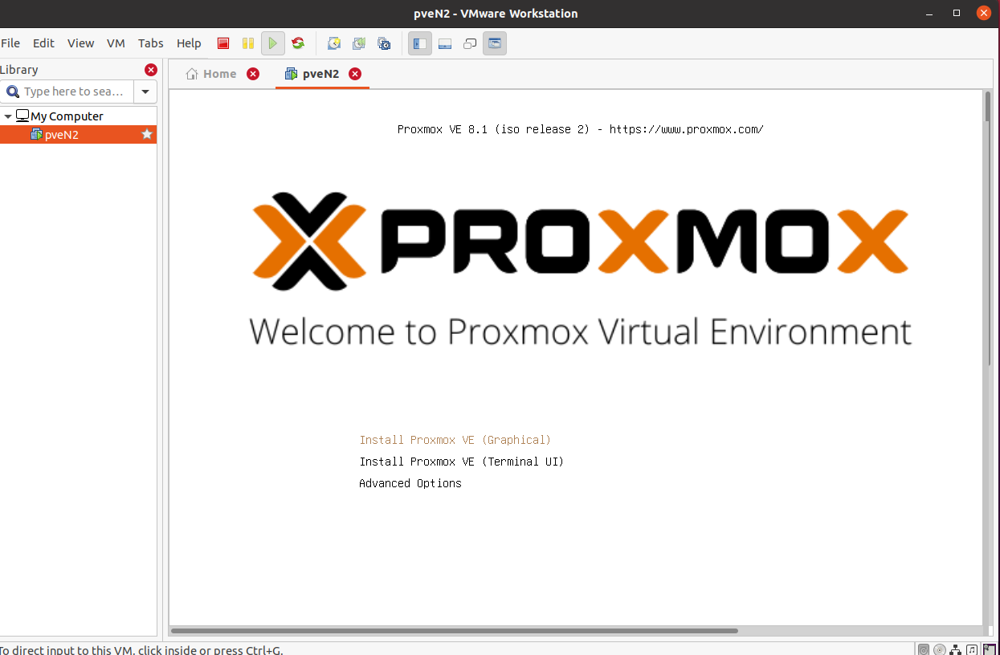 pveN2 - VMware Workstation
File Edit View VM Tabs Help
Library
Home
pveN2
Type here to sea...
My Computer
pveN2
Proxmox VE 8.1 (iso release 2) - https://www.proxmox.com/
PROXMOX
Welcome to Proxmox Virtual Environment
Install Proxmox VE (Graphical)
Install Proxmox VE (Terminal UI)
Advanced Options
To direct input to this VM, click inside or press Ctrl+G.